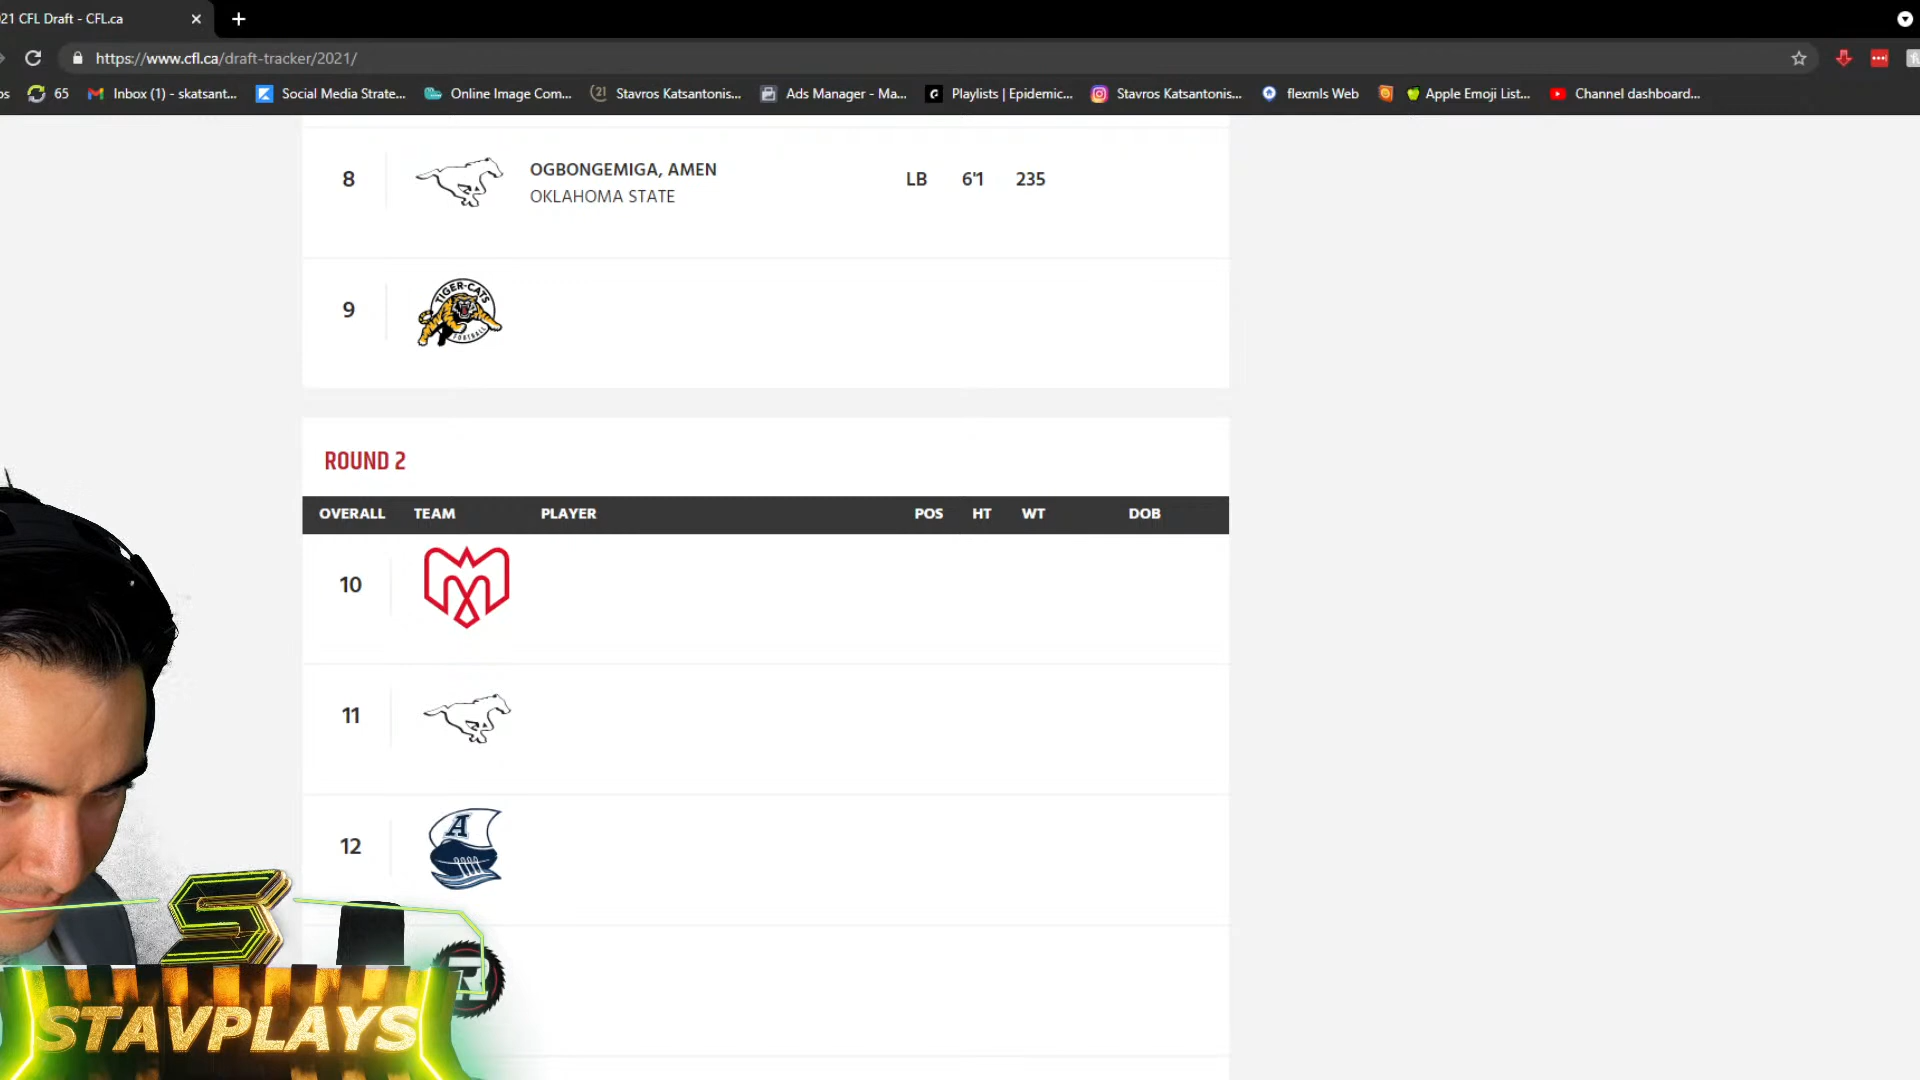 21 CFL Draft - CFL.ca
https://www.cfl.ca/draft-tracker/2021/
65 Inbox (1) - skatsant... Social Media Strate... Online Image Com... Stavros Katsantonis... Ads Manager - Ma... Playlists | Epidemic... Stavros Katsantonis... flexmls Web Apple Emoji List... Channel dashboard...
8 OGBONGEMIGA, AMEN LB 6'1 235
OKLAHOMA STATE
9 TIGER-CATS FOOTBALL
ROUND 2
OVERALL TEAM PLAYER POS HT WT DOB
10
11
12 A
R
S
STAVPLAYS